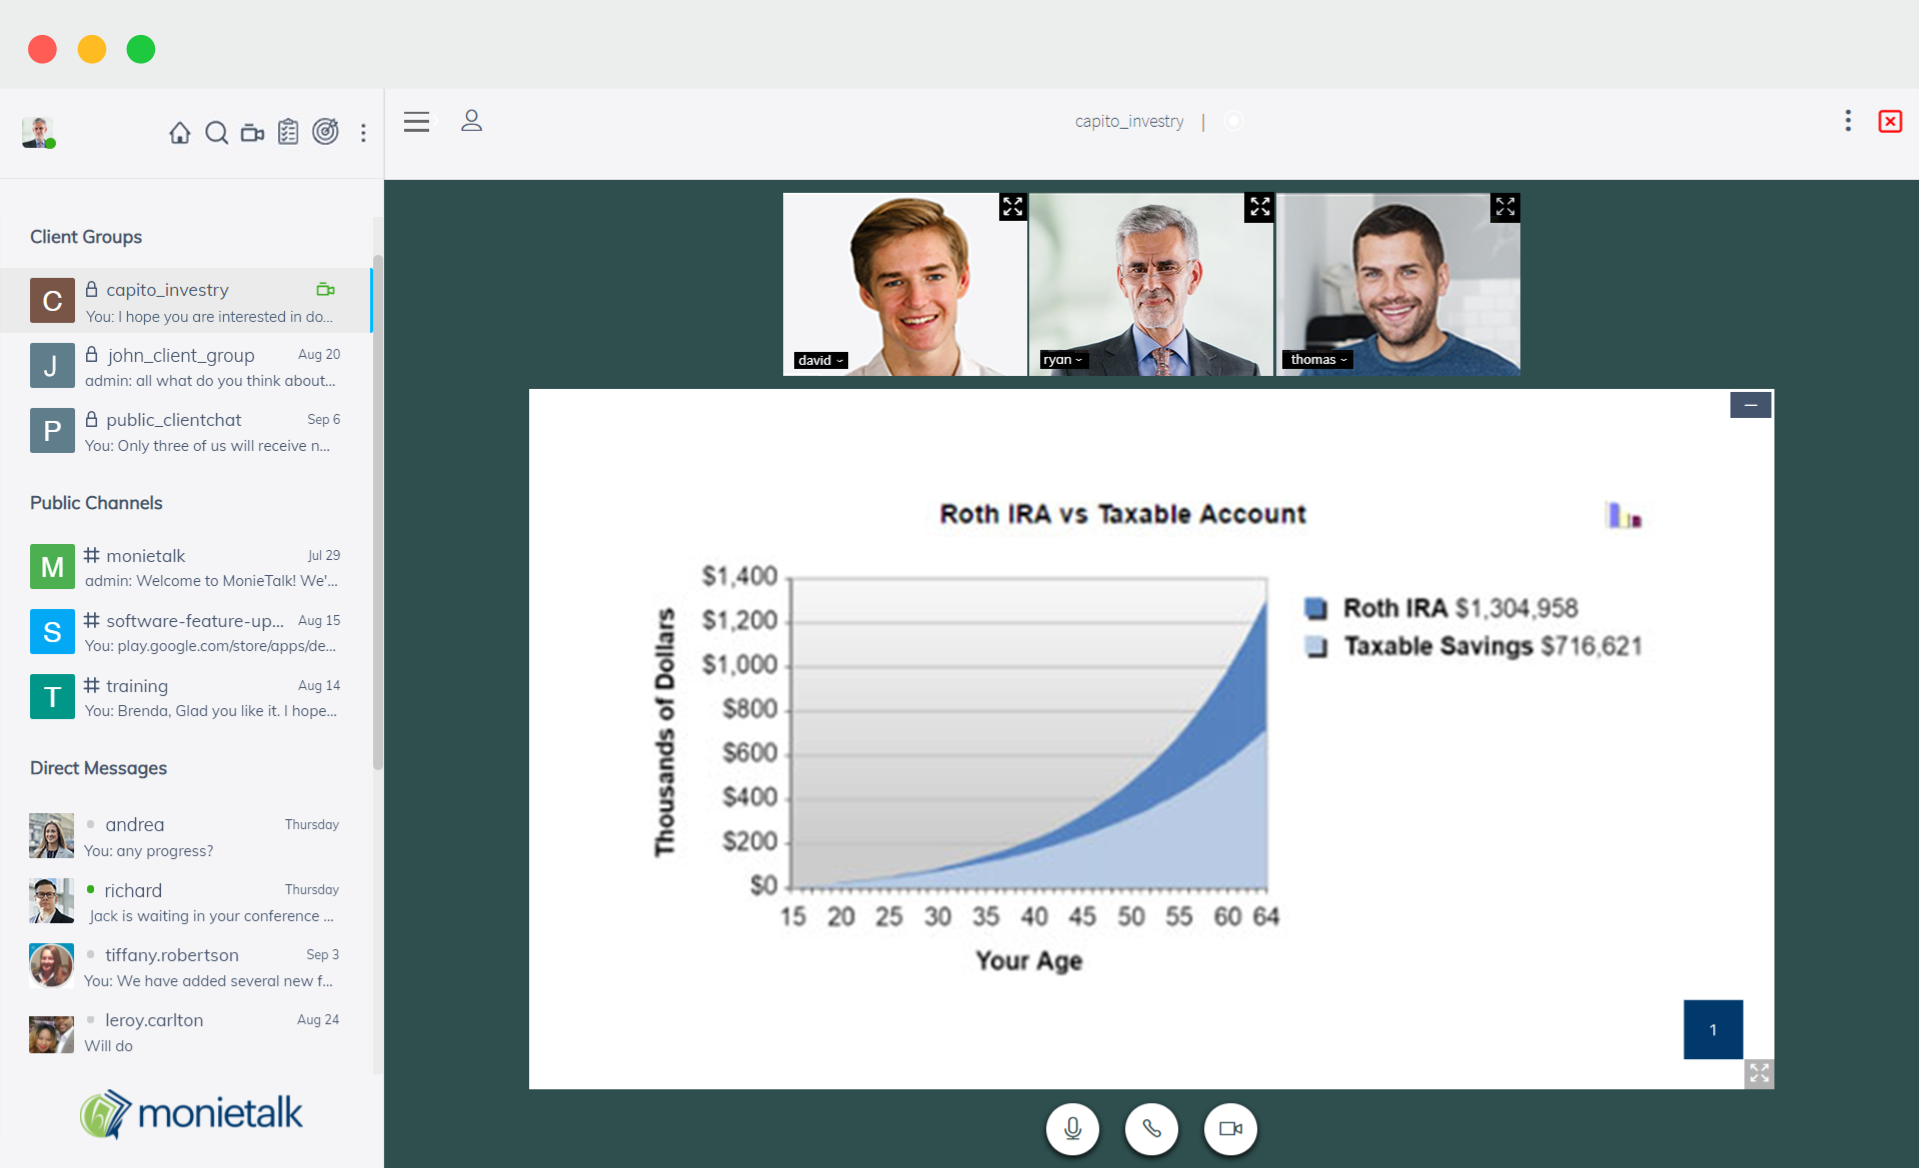 capito_investry |
Client Groups
C
capito_investry
You: I hope you are interested in do...
J
john_client_group
Aug 20
admin: all what do you think about...
P
public_clientchat
Sep 6
You: Only three of us will receive n...
Public Channels
M
# monietalk
Jul 29
admin: Welcome to MonieTalk! We'...
S
# software-feature-up...
Aug 15
You: play.google.com/store/apps/de...
T
# training
Aug 14
You: Brenda, Glad you like it. I hope...
Direct Messages
andrea
Thursday
You: any progress?
richard
Thursday
Jack is waiting in your conference ...
tiffany.robertson
Sep 3
You: We have added several new f...
leroy.carlton
Aug 24
Will do
monietalk
david
ryan
thomas
Roth IRA vs Taxable Account
Thousands of Dollars
$1,400
$1,200
$1,000
$800
$600
$400
$200
$0
15 20 25 30 35 40 45 50 55 60 64
Your Age
Roth IRA $1,304,958
Taxable Savings $716,621
1